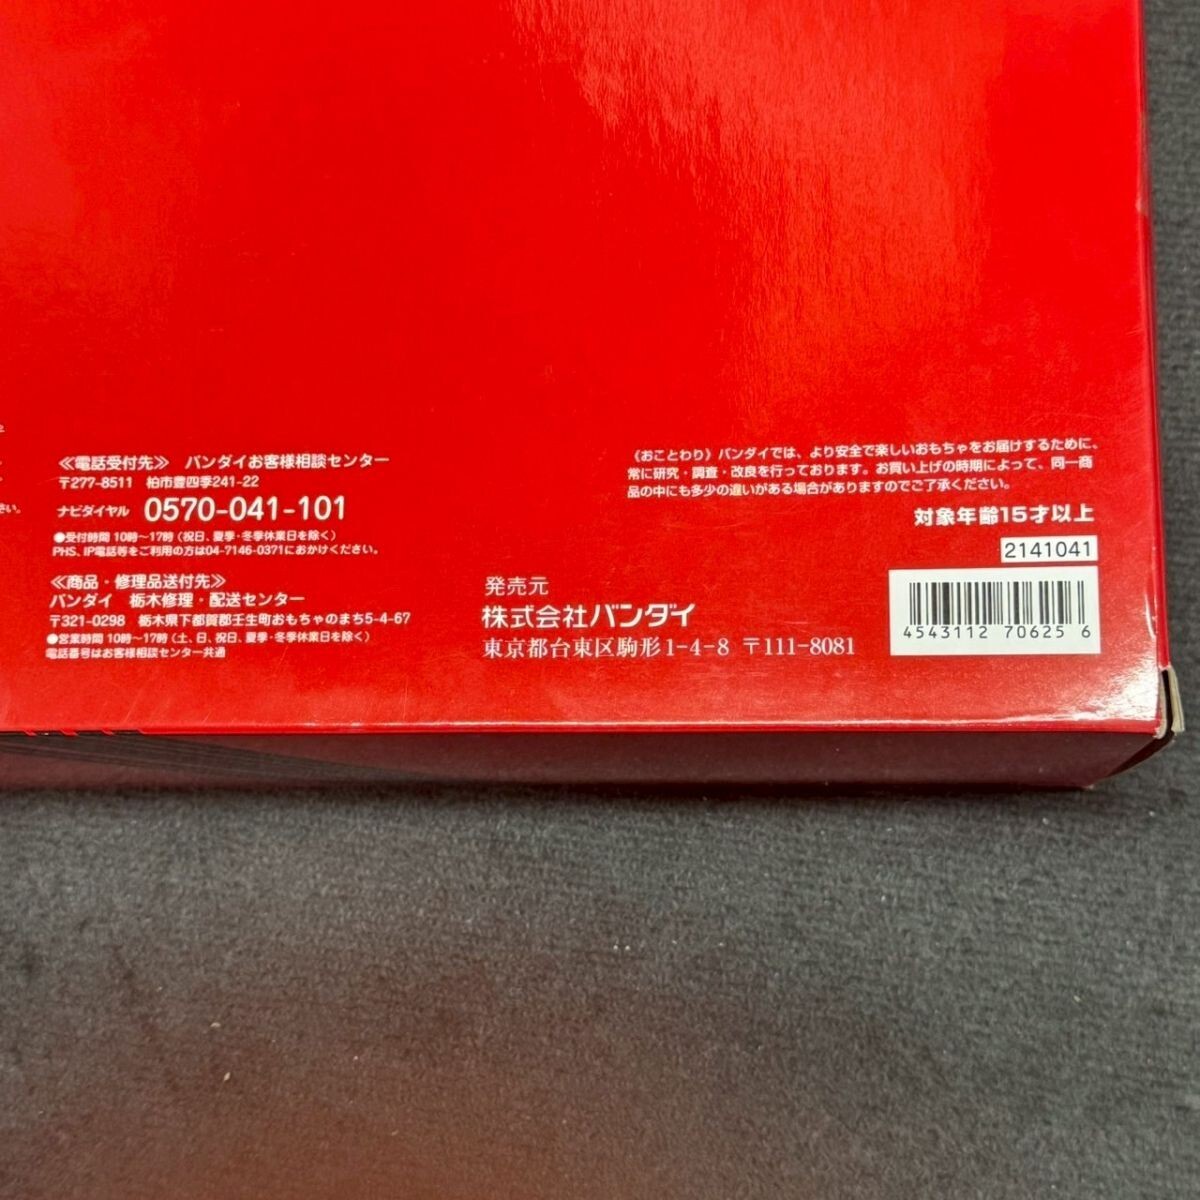 さい。
≪電話受付先≫ バンダイお客様相談センター
〒277-8511 柏市豊四季241-22
ナビダイヤル 0570-041-101
●受付時間 10時～17時 (祝日、夏季・冬季休業日を除く)
PHS、IP電話等をご利用の方は04-7146-0371におかけください。
≪商品・修理品送付先≫
バンダイ 栃木修理・配送センター
〒321-0298 栃木県下都賀郡壬生町おもちゃのまち5-4-67
●営業時間 10時～17時 (土、日、祝日、夏季・冬季休業日を除く)
電話番号はお客様相談センター共通
発売元
株式会社バンダイ
東京都台東区駒形1-4-8 〒111-8081
《おことわり》バンダイでは、より安全で楽しいおもちゃをお届けするために、
常に研究・調査・改良を行っております。お買い上げの時期によって、同一商
品の中にも多少の違いがある場合がありますのでご了承ください。
対象年齢15才以上
2141041
4543112 70625 6